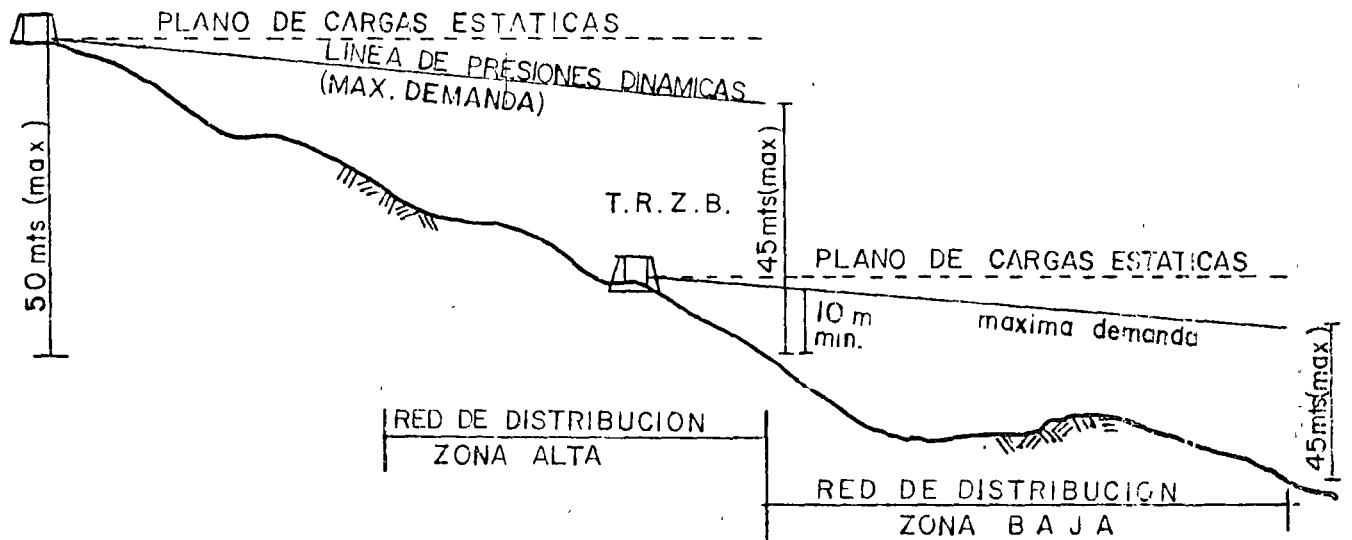 PLANO DE CARGAS ESTATICAS
LINEA DE PRESIONES DINAMICAS
(MAX. DEMANDA)
50 mts (max)
45 mts(max)
T.R.Z.B.
PLANO DE CARGAS ESTATICAS
10 m
min.
maxima demanda
45 mts(max)
RED DE DISTRIBUCION
ZONA ALTA
RED DE DISTRIBUCION
ZONA BAJA